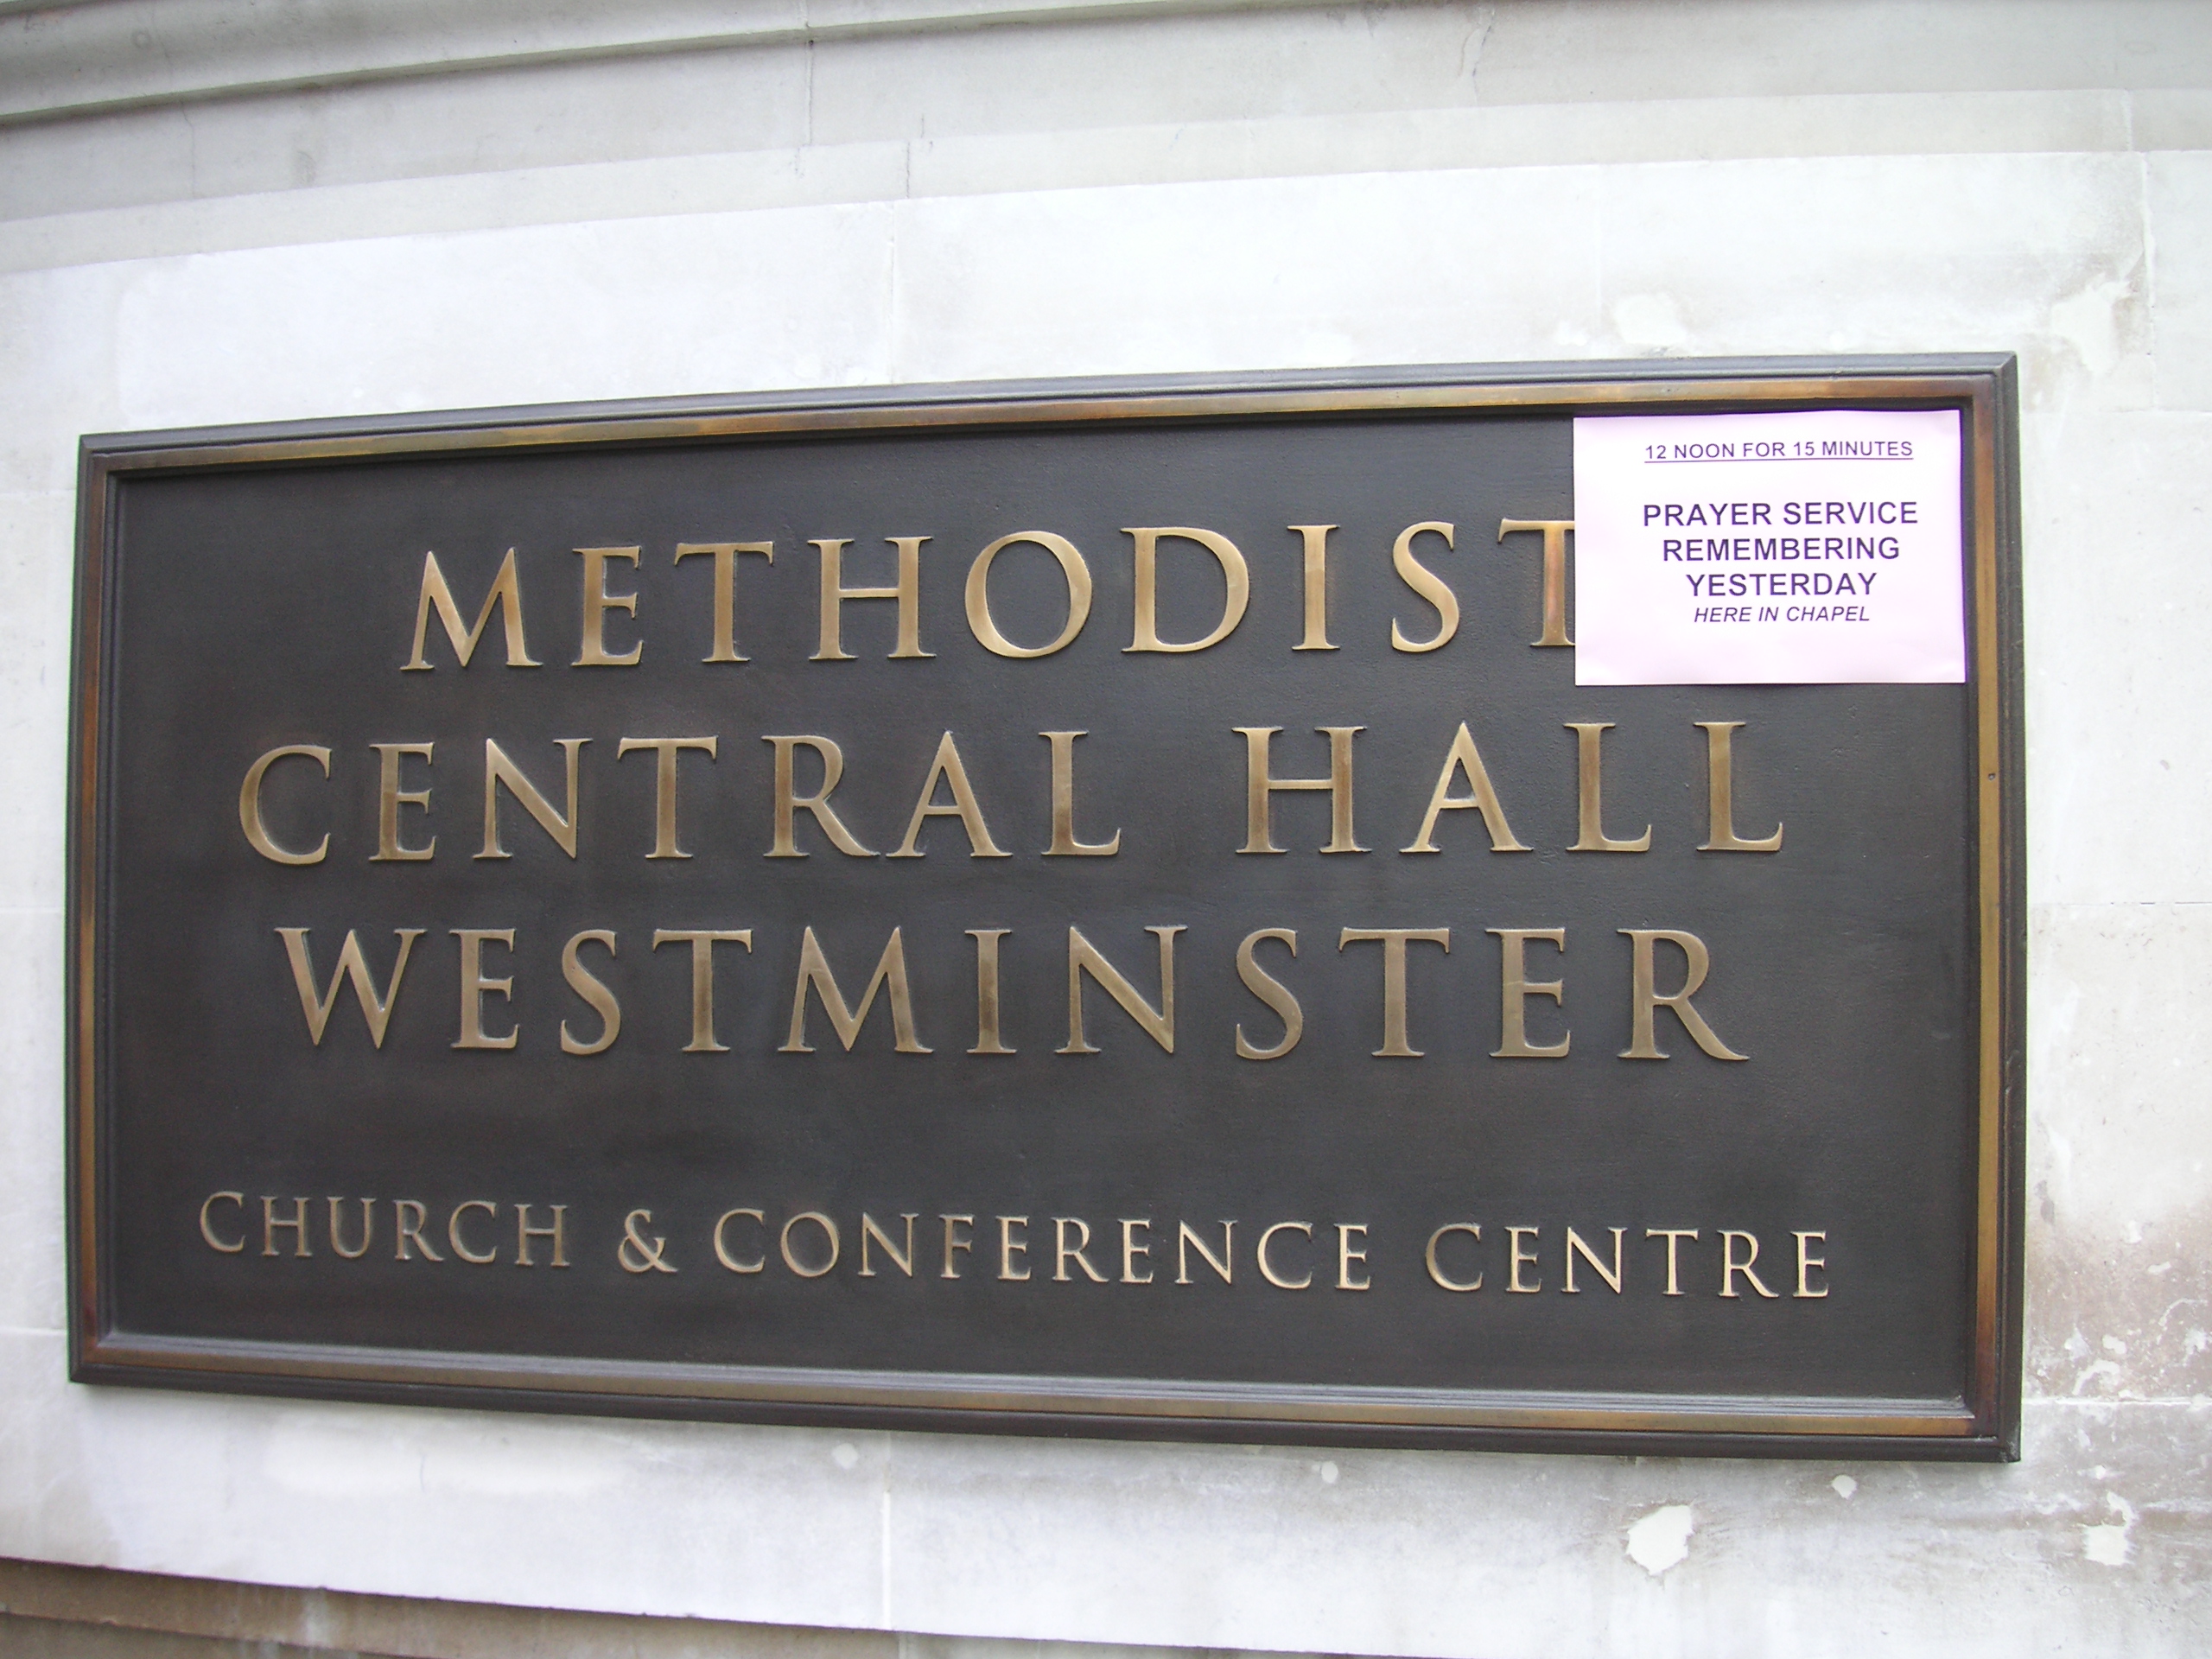 METHODIST
CENTRAL HALL
WESTMINSTER
CHURCH & CONFERENCE CENTRE
12 NOON FOR 15 MINUTES
PRAYER SERVICE
REMEMBERING
YESTERDAY
HERE IN CHAPEL